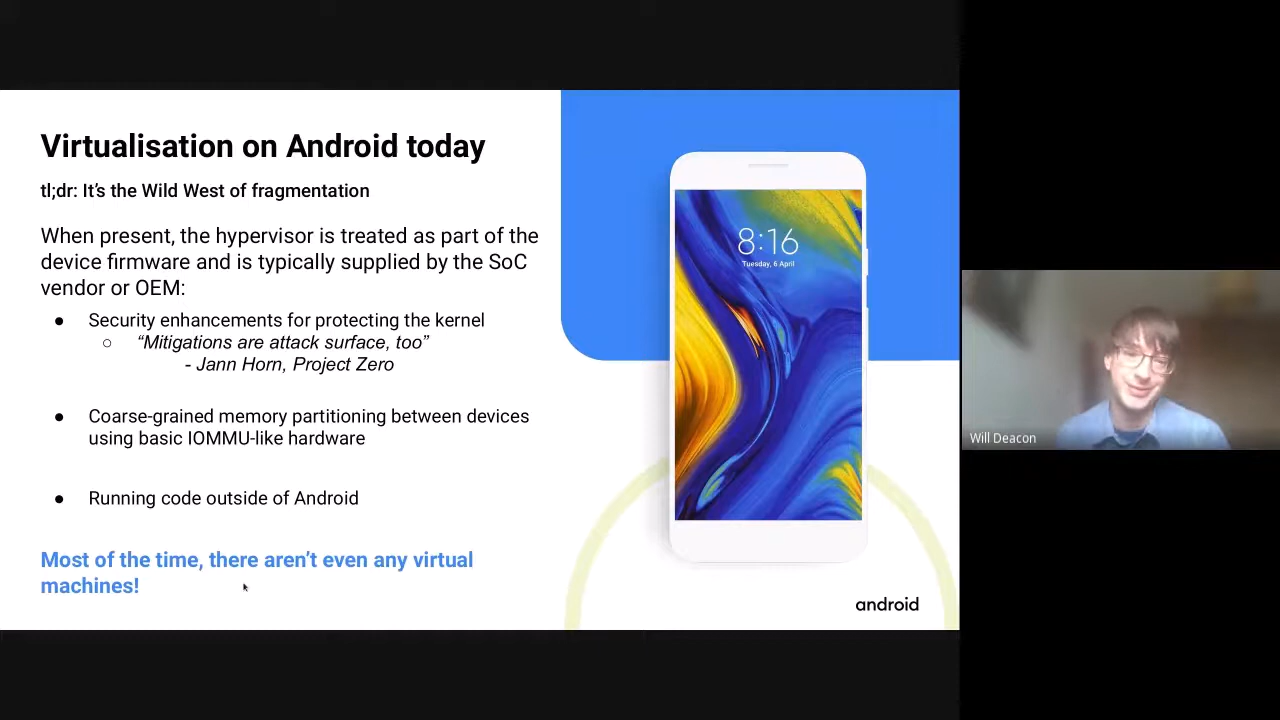 Virtualisation on Android today
tl;dr: It's the Wild West of fragmentation
When present, the hypervisor is treated as part of the
device firmware and is typically supplied by the SoC
vendor or OEM:
● Security enhancements for protecting the kernel
○ “Mitigations are attack surface, too”
- Jann Horn, Project Zero
● Coarse-grained memory partitioning between devices
using basic IOMMU-like hardware
● Running code outside of Android
Most of the time, there aren't even any virtual
machines!
8:16
Tuesday, 6 April
android
Will Deacon